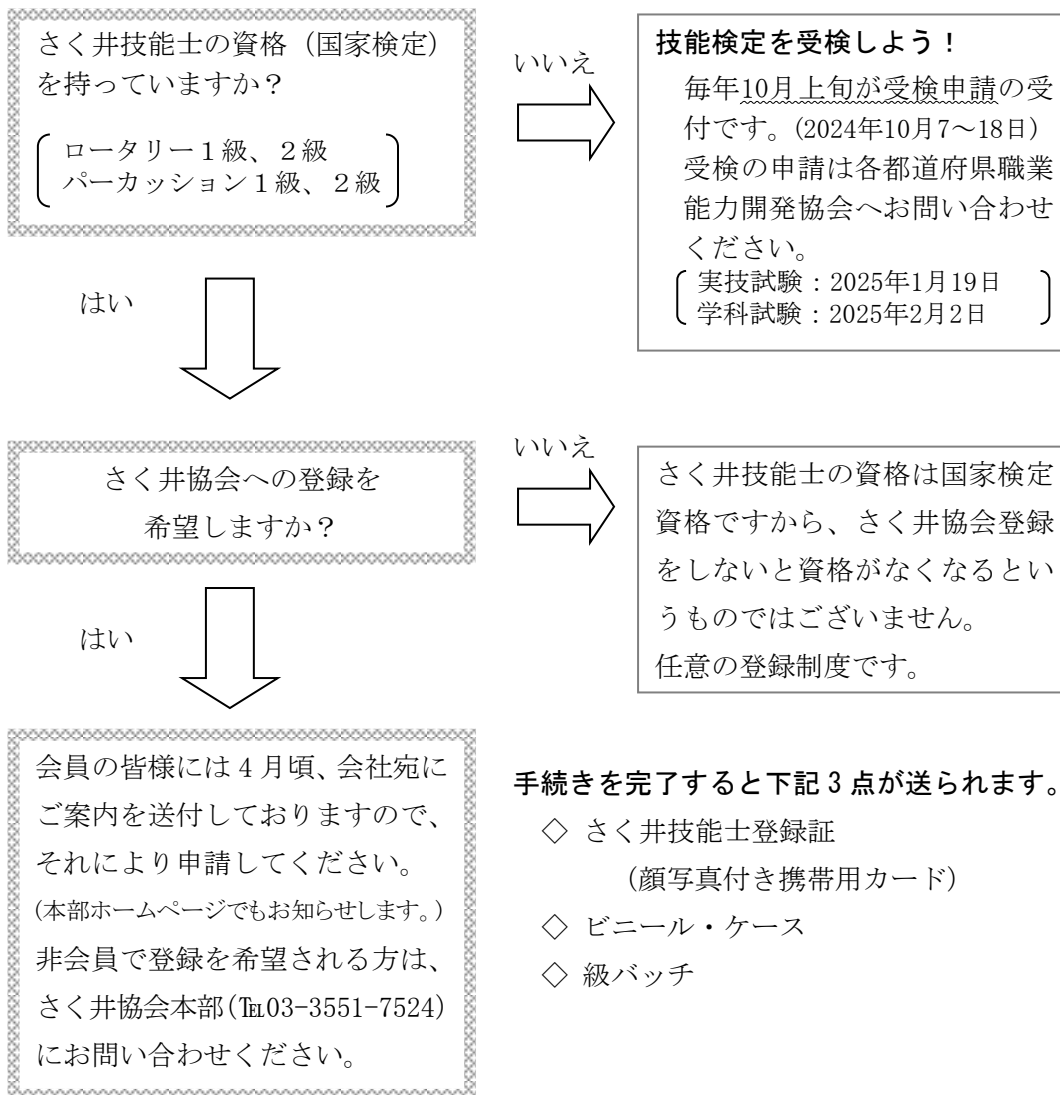 さく井技能士の資格（国家検定）
を持っていますか？
ロータリー１級、２級
パーカッション１級、２級
いいえ
技能検定を受検しよう！
毎年10月上旬が受検申請の受
付です。(2024年10月7～18日)
受検の申請は各都道府県職業
能力開発協会へお問い合わせ
ください。
実技試験：2025年1月19日
学科試験：2025年2月2日
はい
さく井協会への登録を
希望しますか？
いいえ
さく井技能士の資格は国家検定
資格ですから、さく井協会登録
をしないと資格がなくなるとい
うものではございません。
任意の登録制度です。
はい
会員の皆様には４月頃、会社宛に
ご案内を送付しておりますので、
それにより申請してください。
(本部ホームページでもお知らせします。)
非会員で登録を希望される方は、
さく井協会本部(℡03-3551-7524)
にお問い合わせください。
手続きを完了すると下記３点が送られます。
◇ さく井技能士登録証
(顔写真付き携帯用カード)
◇ ビニール・ケース
◇ 級バッチ